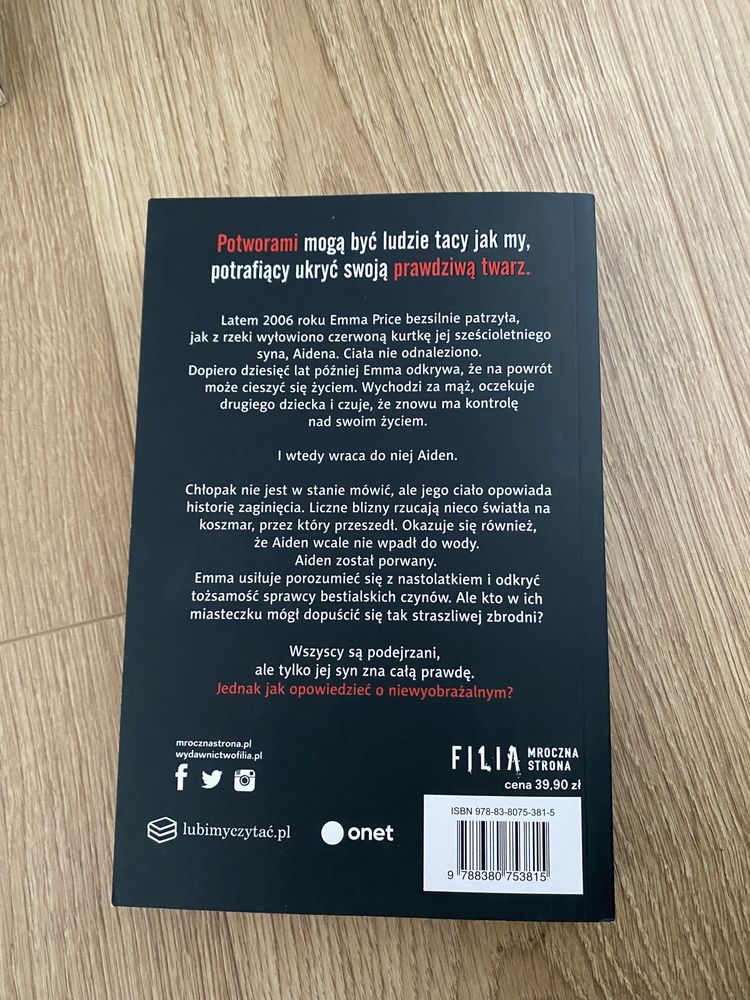 Potworami mogą być ludzie tacy jak my,
potrafiący ukryć swoją prawdziwą twarz.
Latem 2006 roku Emma Price bezsilnie patrzyła,
jak z rzeki wyłowiono czerwoną kurtkę jej sześcioletniego
syna, Aidena. Ciała nie odnaleziono.
Dopiero dziesięć lat później Emma odkrywa, że na powrót
może cieszyć się życiem. Wychodzi za mąż, oczekuje
drugiego dziecka i czuje, że znowu ma kontrolę
nad swoim życiem.
I wtedy wraca do niej Aiden.
Chłopak nie jest w stanie mówić, ale jego ciało opowiada
historię zaginięcia. Liczne blizny rzucają nieco światła na
koszmar, przez który przeszedł. Okazuje się również,
że Aiden wcale nie wpadł do wody.
Aiden został porwany.
Emma usiłuje porozumieć się z nastolatkiem i odkryć
tożsamość sprawcy bestialskich czynów. Ale kto w ich
miasteczku mógł dopuścić się tak straszliwej zbrodni?
Wszyscy są podejrzani,
ale tylko jej syn zna całą prawdę.
Jednak jak opowiedzieć o niewyobrażalnym?
mrocznastrona.pl
wydawnictwofilia.pl
FILIA MROCZNA
STRONA
cena 39,90 zł
lubimyczytać.pl
onet
ISBN 978-83-8075-381-5
9 788380 753815